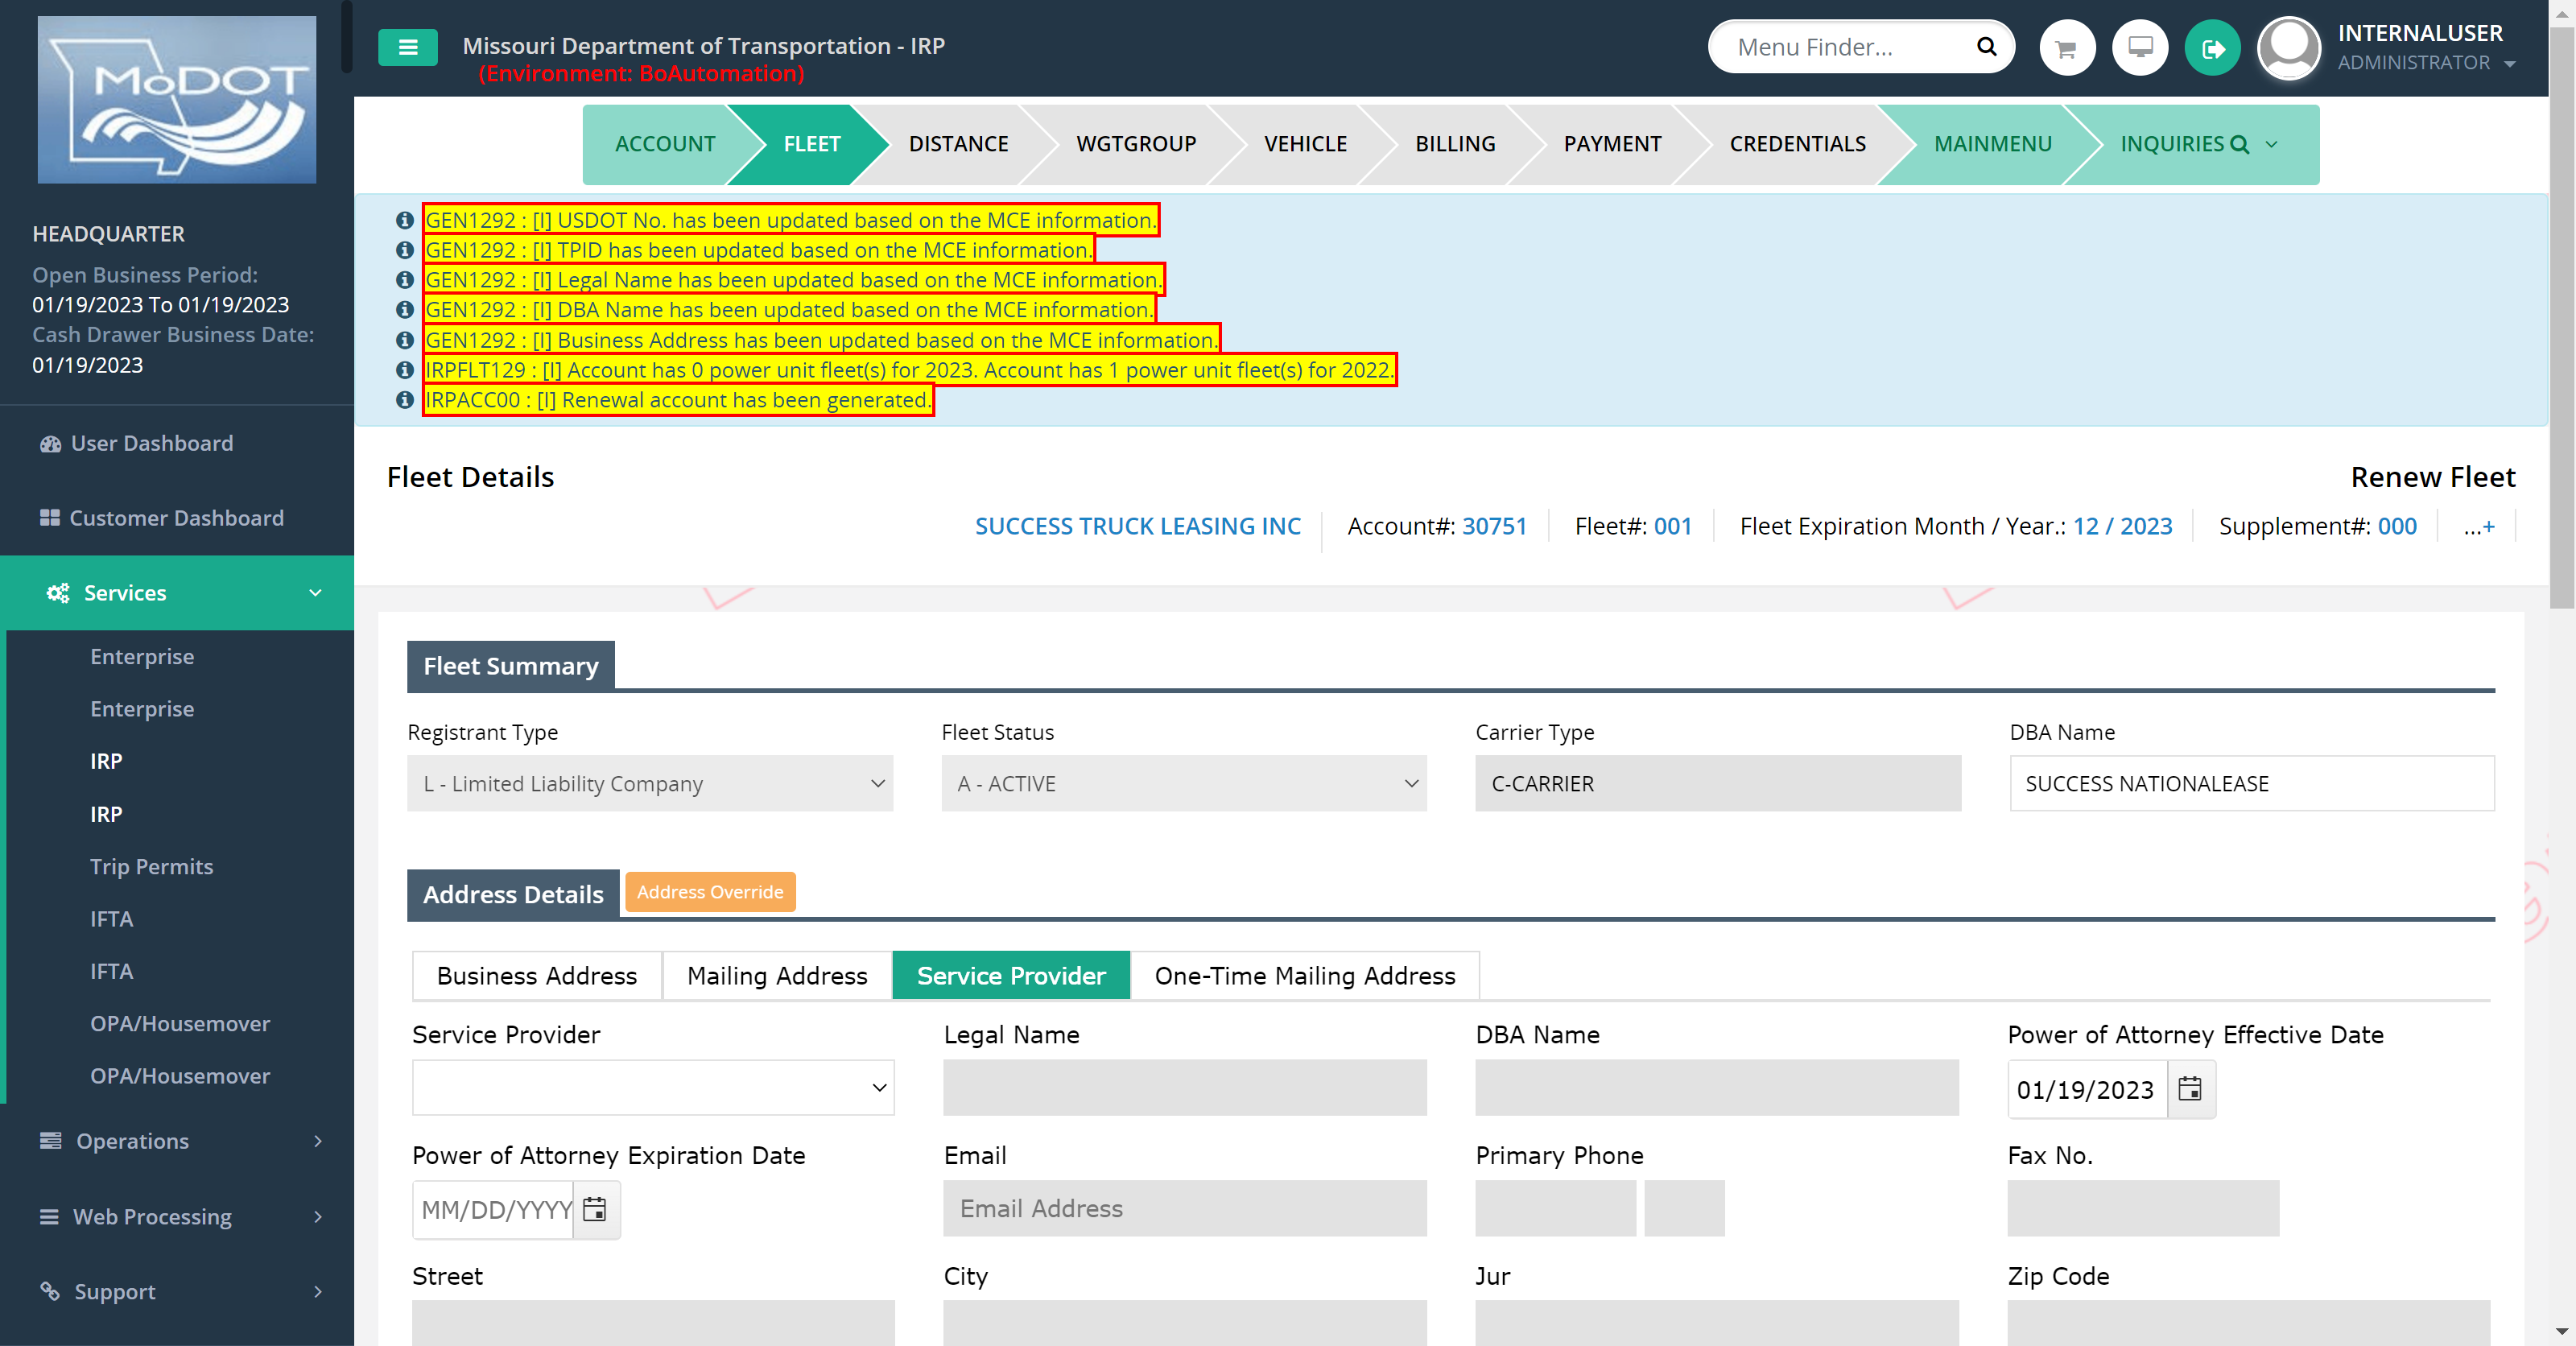 MoDOT
Missouri Department of Transportation - IRP
(Environment: BoAutomation)
Menu Finder...
INTERNALUSER
ADMINISTRATOR
HEADQUARTER
Open Business Period:
01/19/2023 To 01/19/2023
Cash Drawer Business Date:
01/19/2023
User Dashboard
Customer Dashboard
Services
Enterprise
Enterprise
IRP
IRP
Trip Permits
IFTA
IFTA
OPA/Housemover
OPA/Housemover
Operations
Web Processing
Support
ACCOUNT FLEET DISTANCE WGTGROUP VEHICLE BILLING PAYMENT CREDENTIALS MAINMENU INQUIRIES
GEN1292 : [I] USDOT No. has been updated based on the MCE information.
GEN1292 : [I] TPID has been updated based on the MCE information.
GEN1292 : [I] Legal Name has been updated based on the MCE information.
GEN1292 : [I] DBA Name has been updated based on the MCE information.
GEN1292 : [I] Business Address has been updated based on the MCE information.
IRPFLT129 : [I] Account has 0 power unit fleet(s) for 2023. Account has 1 power unit fleet(s) for 2022.
IRPACC00 : [I] Renewal account has been generated.
Fleet Details Renew Fleet
SUCCESS TRUCK LEASING INC Account#: 30751 Fleet#: 001 Fleet Expiration Month / Year.: 12 / 2023 Supplement#: 000 ...+
Fleet Summary
Registrant Type Fleet Status Carrier Type DBA Name
L - Limited Liability Company A - ACTIVE C-CARRIER SUCCESS NATIONALEASE
Address Details Address Override
Business Address Mailing Address Service Provider One-Time Mailing Address
Service Provider Legal Name DBA Name Power of Attorney Effective Date
01/19/2023
Power of Attorney Expiration Date Email Primary Phone Fax No.
MM/DD/YYYY Email Address
Street City Jur Zip Code